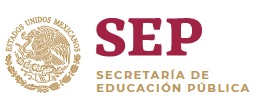 ESTADOS UNIDOS MEXICANOS
SEP
SECRETARÍA DE
EDUCACIÓN PÚBLICA